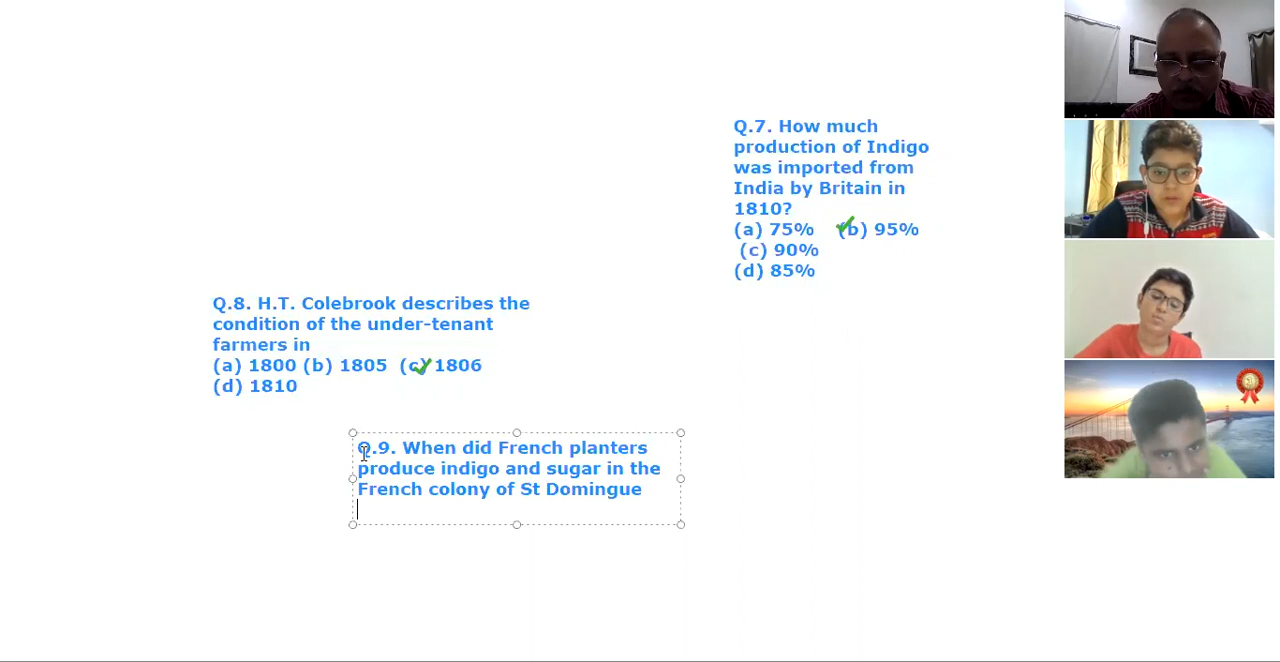 Q.7. How much
production of Indigo
was imported from
India by Britain in
1810?
(a) 75% (b) 95%
(c) 90%
(d) 85%
Q.8. H.T. Colebrook describes the
condition of the under-tenant
farmers in
(a) 1800 (b) 1805 (c) 1806
(d) 1810
Q.9. When did French planters
produce indigo and sugar in the
French colony of St Domingue